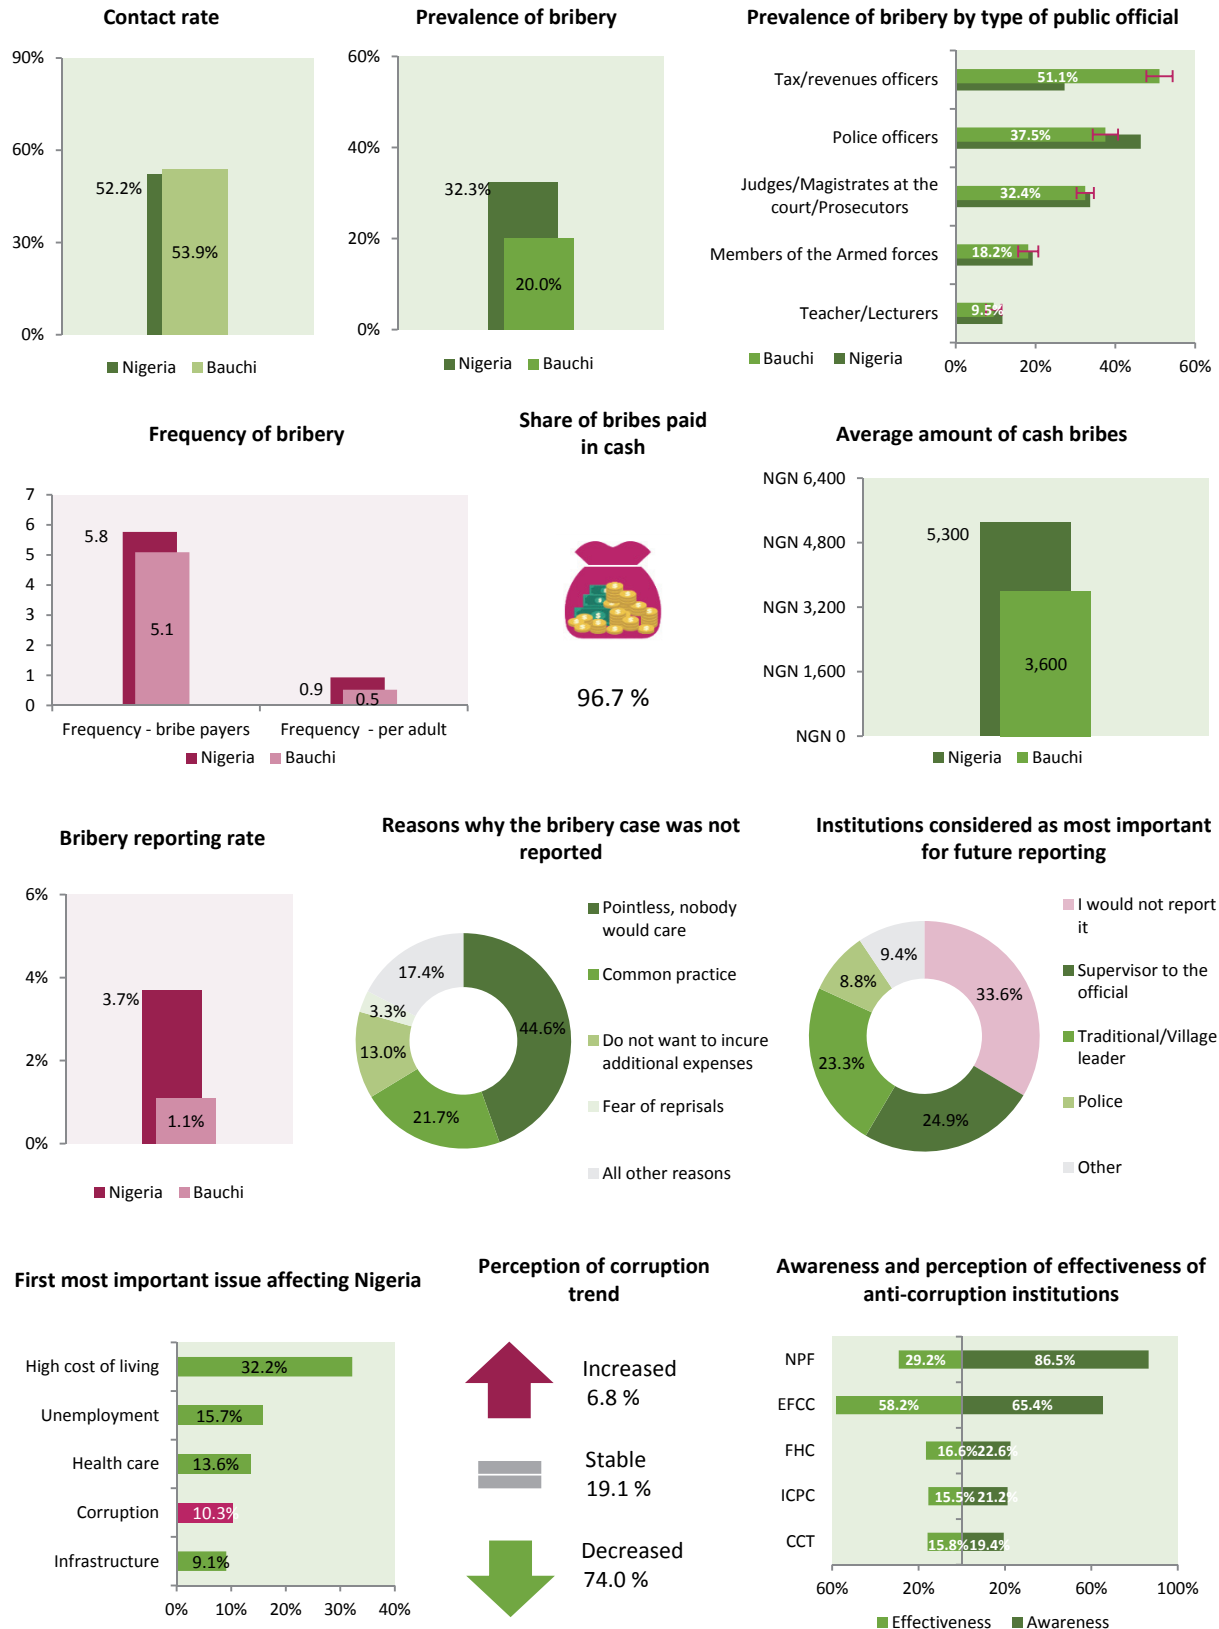 Contact rate
90%
60%
30%
0%
52.2%
53.9%
Nigeria Bauchi
Prevalence of bribery
60%
40%
20%
0%
32.3%
20.0%
Nigeria Bauchi
Prevalence of bribery by type of public official
Tax/revenues officers
51.1%
Police officers
37.5%
Judges/Magistrates at the
court/Prosecutors
32.4%
Members of the Armed forces
18.2%
Teacher/Lecturers
9.5%
Bauchi Nigeria
0% 20% 40% 60%
Frequency of bribery
7
6
5
4
3
2
1
0
5.8
5.1
0.9
0.5
Frequency - bribe payers Frequency - per adult
Nigeria Bauchi
Share of bribes paid
in cash
$
$
$
96.7 %
Average amount of cash bribes
NGN 6,400
NGN 4,800
NGN 3,200
NGN 1,600
NGN 0
5,300
3,600
Nigeria Bauchi
Bribery reporting rate
6%
4%
2%
0%
3.7%
1.1%
Nigeria Bauchi
Reasons why the bribery case was not
reported
17.4%
3.3%
13.0%
21.7%
44.6%
Pointless, nobody
would care
Common practice
Do not want to incure
additional expenses
Fear of reprisals
All other reasons
Institutions considered as most important
for future reporting
9.4%
8.8%
23.3%
24.9%
33.6%
I would not report
it
Supervisor to the
official
Traditional/Village
leader
Police
Other
First most important issue affecting Nigeria
High cost of living
32.2%
Unemployment
15.7%
Health care
13.6%
Corruption
10.3%
Infrastructure
9.1%
0% 10% 20% 30% 40%
Perception of corruption
trend
Increased
6.8 %
Stable
19.1 %
Decreased
74.0 %
Awareness and perception of effectiveness of
anti-corruption institutions
NPF
29.2% 86.5%
EFCC
58.2% 65.4%
FHC
16.6% 22.6%
ICPC
15.5% 21.2%
CCT
15.8% 19.4%
60% 20% 20% 60% 100%
Effectiveness Awareness